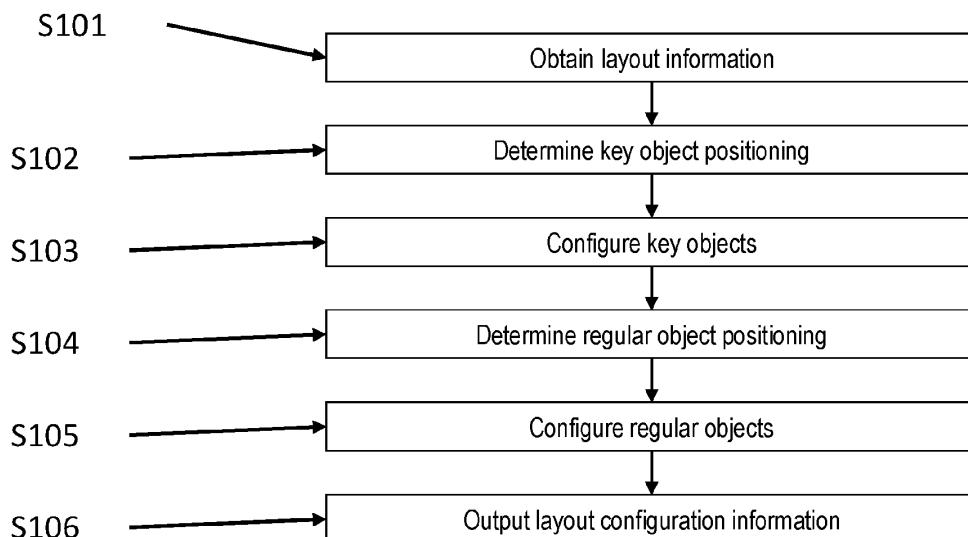 S101
Obtain layout information
S102
Determine key object positioning
S103
Configure key objects
S104
Determine regular object positioning
S105
Configure regular objects
S106
Output layout configuration information